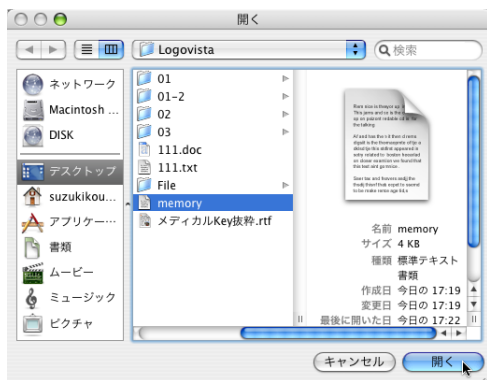 開く
Logovista
検索
ネットワーク
Macintosh ...
DISK
デスクトップ
suzukikou...
アプリケー…
書類
ムービー
ミュージック
ピクチャ
01
01-2
02
03
111.doc
111.txt
File
memory
メディカルKey抜粋.rtf
名前 memory
サイズ 4 KB
種類 標準テキスト
書類
作成日 今日の 17:19
変更日 今日の 17:19
最後に開いた日 今日の 17:22
キャンセル
開く